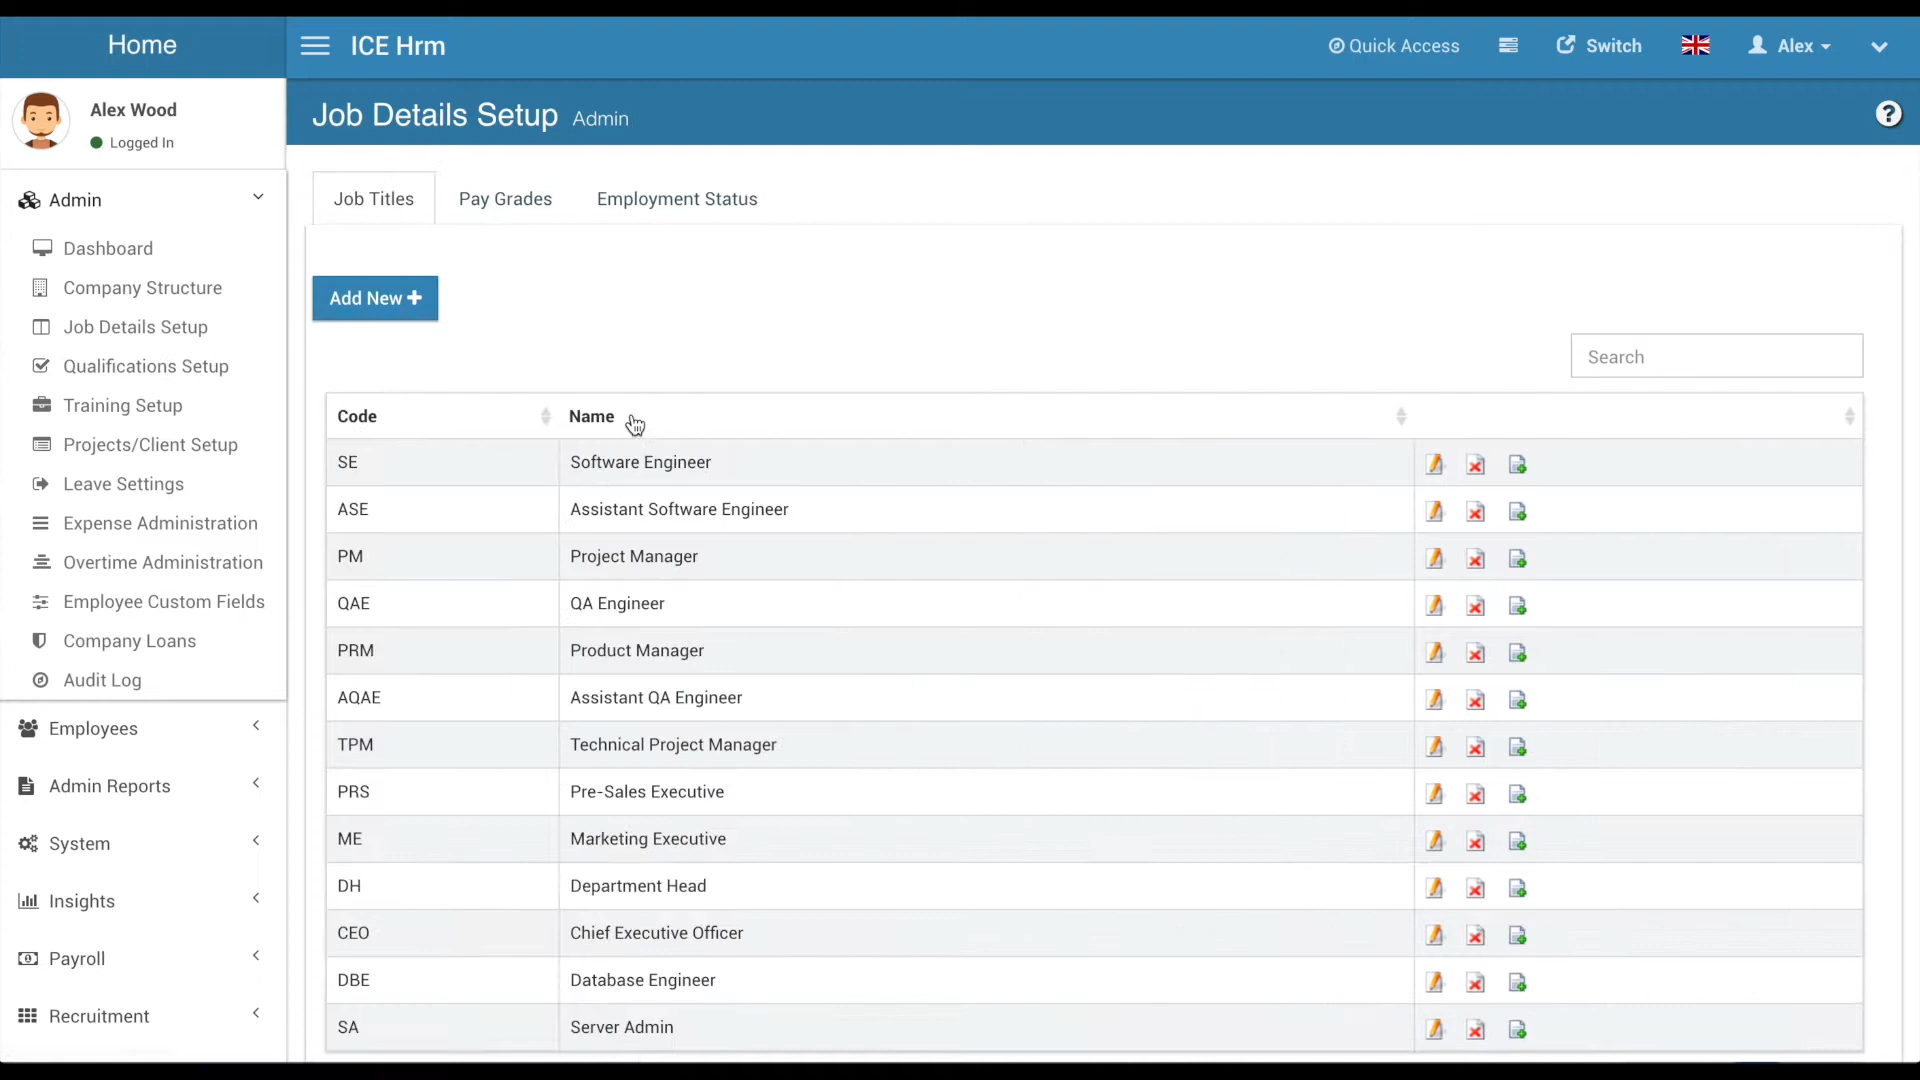 Home
ICE Hrm
Quick Access
Switch
Alex
Alex Wood
Logged In
Job Details Setup Admin
?
Admin
Dashboard
Company Structure
Job Details Setup
Qualifications Setup
Training Setup
Projects/Client Setup
Leave Settings
Expense Administration
Overtime Administration
Employee Custom Fields
Company Loans
Audit Log
Employees
Admin Reports
System
Insights
Payroll
Recruitment
Job Titles Pay Grades Employment Status
Add New
Search
Code Name
SE Software Engineer
ASE Assistant Software Engineer
PM Project Manager
QAE QA Engineer
PRM Product Manager
AQAE Assistant QA Engineer
TPM Technical Project Manager
PRS Pre-Sales Executive
ME Marketing Executive
DH Department Head
CEO Chief Executive Officer
DBE Database Engineer
SA Server Admin